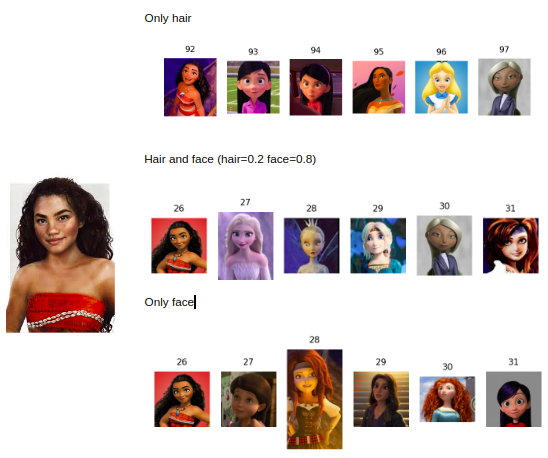 Only hair
92 93 94 95 96 97
Hair and face (hair=0.2 face=0.8)
26 27 28 29 30 31
Only face
26 27 28 29 30 31